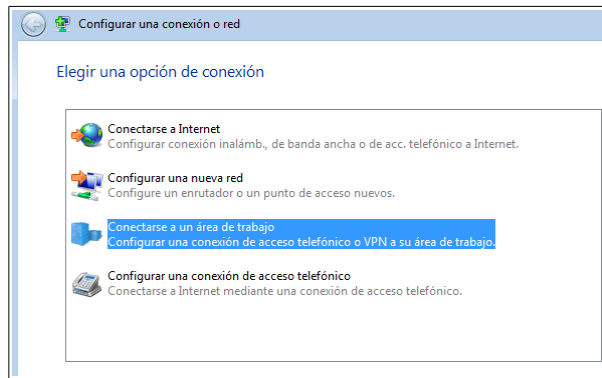 Configurar una conexión o red
Elegir una opción de conexión
Conectarse a Internet
Configurar conexión inalámb., de banda ancha o de acc. telefónico a Internet.
Configurar una nueva red
Configure un enrutador o un punto de acceso nuevos.
Conectarse a un área de trabajo
Configurar una conexión de acceso telefónico o VPN a su área de trabajo.
Configurar una conexión de acceso telefónico
Conectarse a Internet mediante una conexión de acceso telefónico.